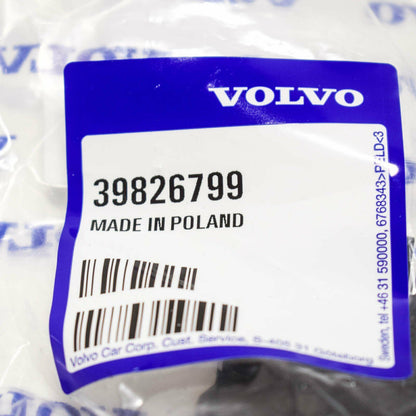 VOLVO
39826799
MADE IN POLAND
Volvo Car Corp. Cust. Service, S-405 31 Göteborg
Sweden, tel +46 31 590000, 6768343>PELD<3